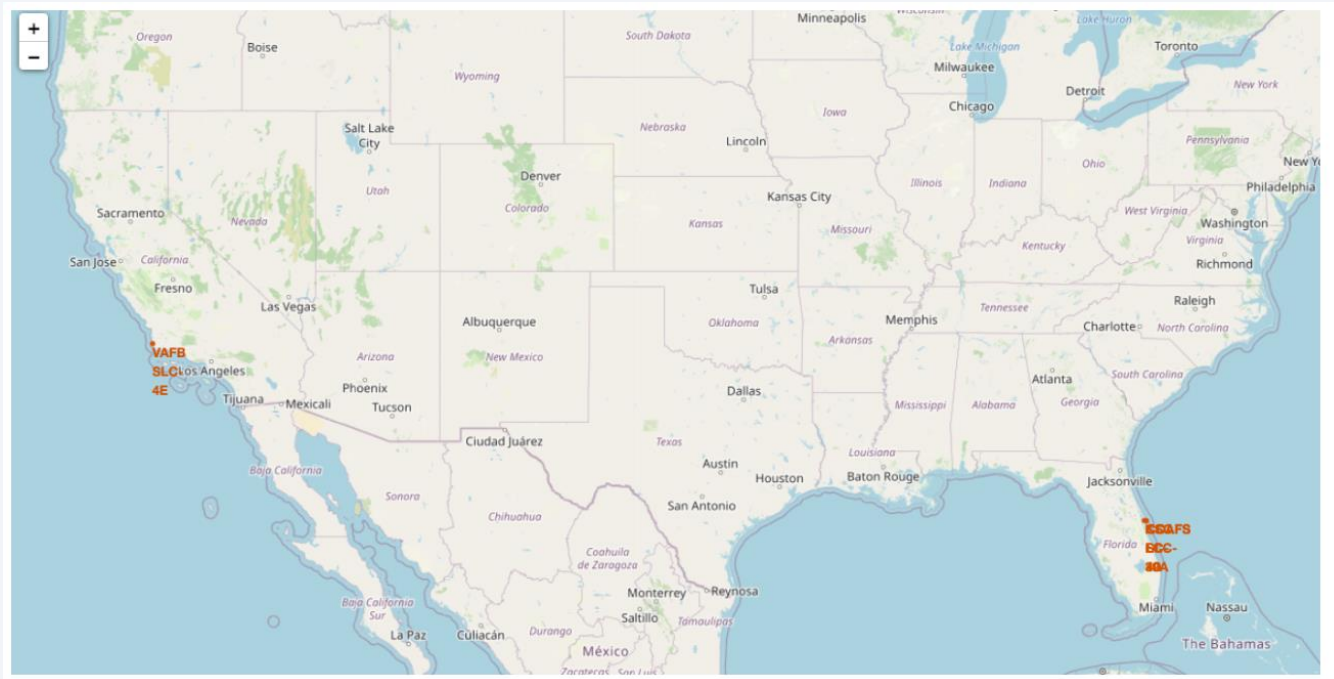 +
−
Oregon
Boise
South Dakota
Minneapolis
Wisconsin
Lake Huron
Toronto
Lake Michigan
Milwaukee
Wyoming
Detroit
New York
Chicago
Iowa
Salt Lake
City
Nebraska
Lincoln
Pennsylvania
New Y
Ohio
Denver
Utah
Illinois
Indiana
Philadelphia
Kansas City
Colorado
Sacramento
Nevada
Kansas
Missouri
West Virginia
Washington
Virginia
Kentucky
San Jose
California
Richmond
Fresno
Las Vegas
Tulsa
Raleigh
Tennessee
Albuquerque
Oklahoma
Memphis
Charlotte
North Carolina
Arkansas
VAFB
SLC-
4E
Los Angeles
Arizona
New Mexico
South Carolina
Atlanta
Phoenix
Dallas
Tijuana
Mexicali
Tucson
Mississippi
Alabama
Georgia
Ciudad Juárez
Texas
Louisiana
Baja California
Austin
Houston
Baton Rouge
Jacksonville
Sonora
San Antonio
Chihuahua
Florida
Coahuila
de Zaragoza
Monterrey
Reynosa
Baja California
Sur
Saltillo
Tamaulipas
Miami
Nassau
La Paz
Culiacán
Durango
México
The Bahamas
Zacatecas
San Luis